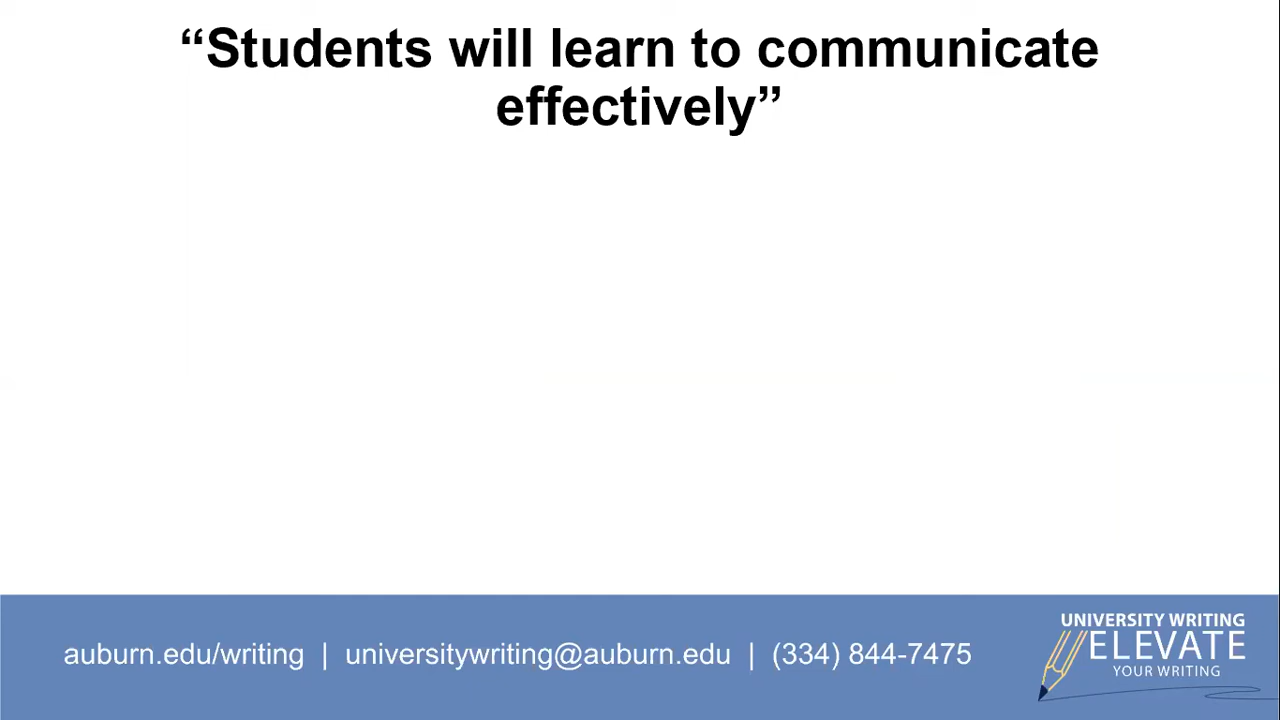 “Students will learn to communicate
effectively”
auburn.edu/writing | universitywriting@auburn.edu | (334) 844-7475
UNIVERSITY WRITING
ELEVATE
YOUR WRITING